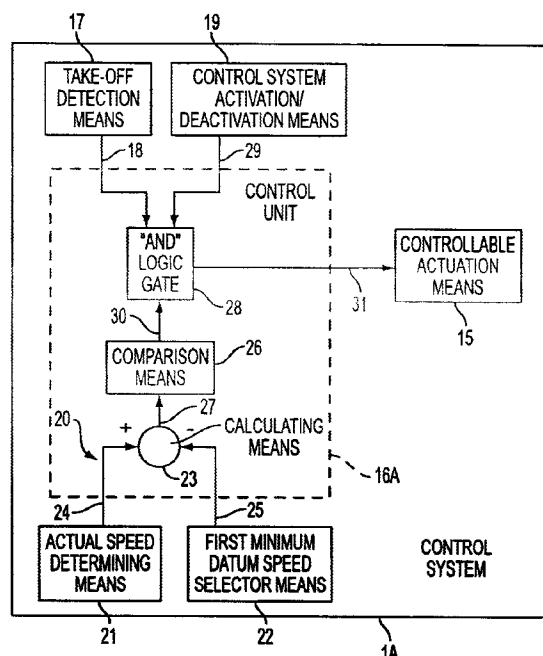 17
19
TAKE-OFF
DETECTION
MEANS
CONTROL SYSTEM
ACTIVATION/
DEACTIVATION MEANS
18
29
CONTROL
UNIT
"AND"
LOGIC
GATE
28
31
CONTROLLABLE
ACTUATION
MEANS
15
30
26
COMPARISON
MEANS
27
20
+
-
CALCULATING
MEANS
23
16A
24
25
ACTUAL SPEED
DETERMINING
MEANS
21
FIRST MINIMUM
DATUM SPEED
SELECTOR MEANS
22
CONTROL
SYSTEM
1A